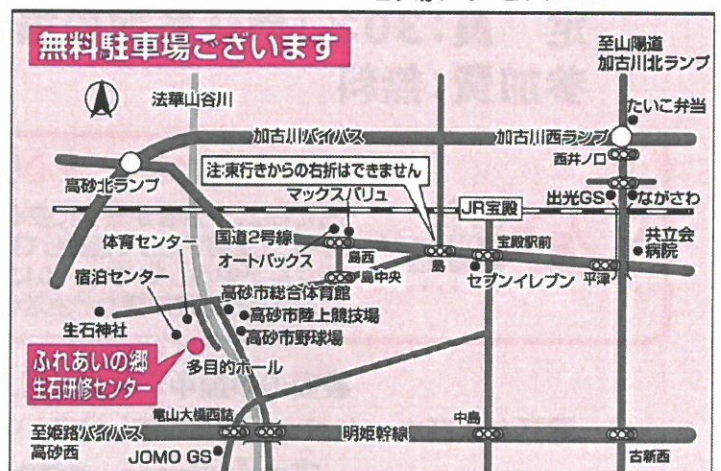 無料駐車場ございます
至山陽道
加古川北ランプ
法華山谷川
たいこ弁当
加古川バイパス
加古川西ランプ
西井ノ口
注:東行きからの右折はできません
高砂北ランプ
マックスバリュ
JR宝殿
出光GS
ながさわ
体育センター
国道2号線
オートバックス
島西
島
宝殿駅前
共立会
病院
宿泊センター
島中央
セブンイレブン
平津
高砂市総合体育館
高砂市陸上競技場
高砂市野球場
生石神社
ふれあいの郷
生石研修センター
多目的ホール
竜山大橋西詰
中島
至姫路バイパス
高砂西
明姫幹線
JOMO GS
古新西